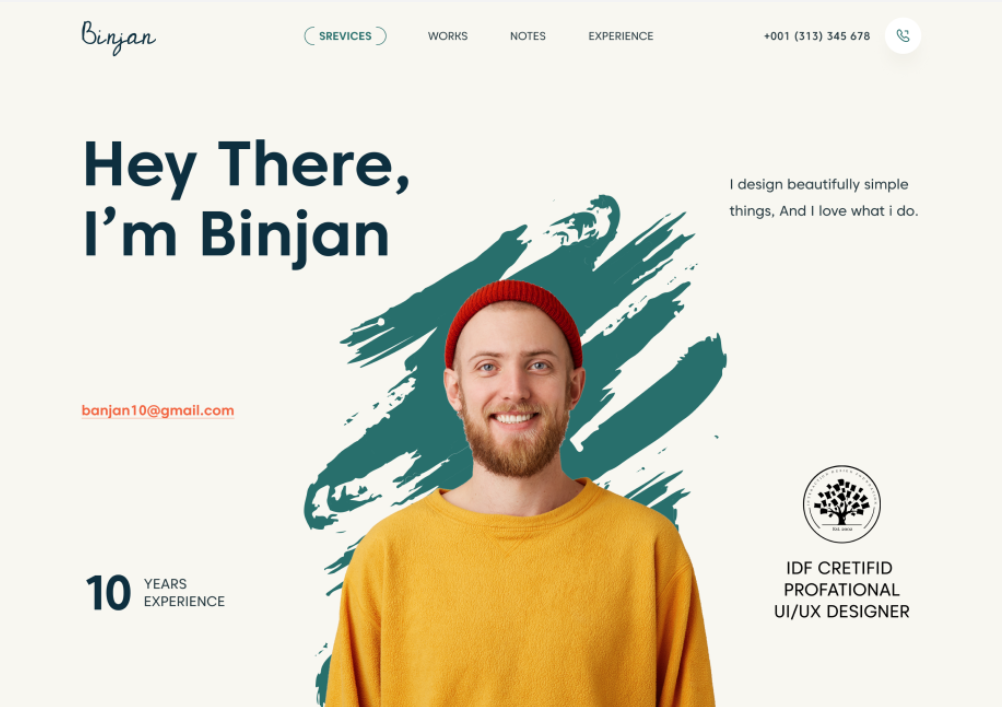 Binjan
SREVICES
WORKS
NOTES
EXPERIENCE
+001 (313) 345 678
Hey There,
I’m Binjan
I design beautifully simple
things, And I love what i do.
banjan10@gmail.com
10
YEARS
EXPERIENCE
IDF CRETIFID
PROFATIONAL
UI/UX DESIGNER